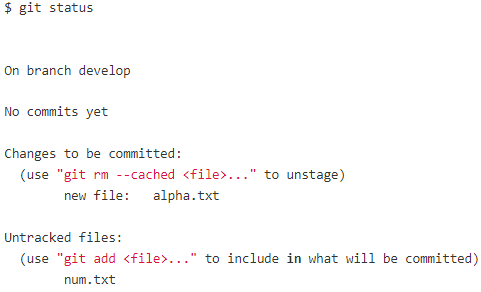 $ git status
On branch develop
No commits yet
Changes to be committed:
(use "git rm --cached <file>..." to unstage)
new file: alpha.txt
Untracked files:
(use "git add <file>..." to include in what will be committed)
num.txt